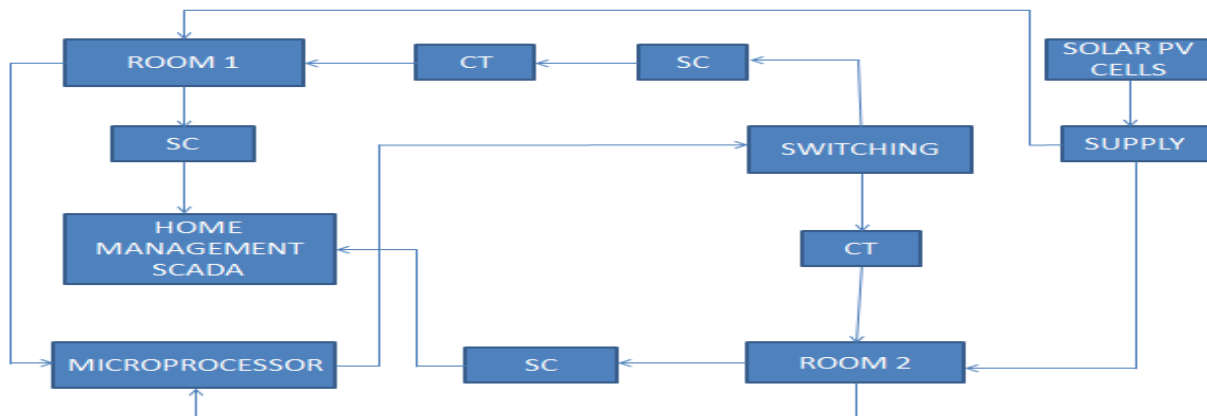 ROOM 1
CT
SC
SOLAR PV
CELLS
SC
SWITCHING
SUPPLY
HOME
MANAGEMENT
SCADA
CT
MICROPROCESSOR
SC
ROOM 2